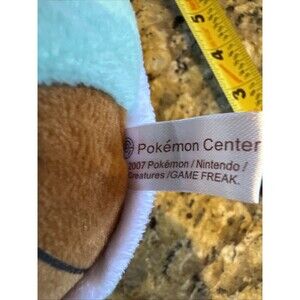 Pokémon Center
2007 Pokémon / Nintendo /
Creatures /GAME FREAK.
3 4 5